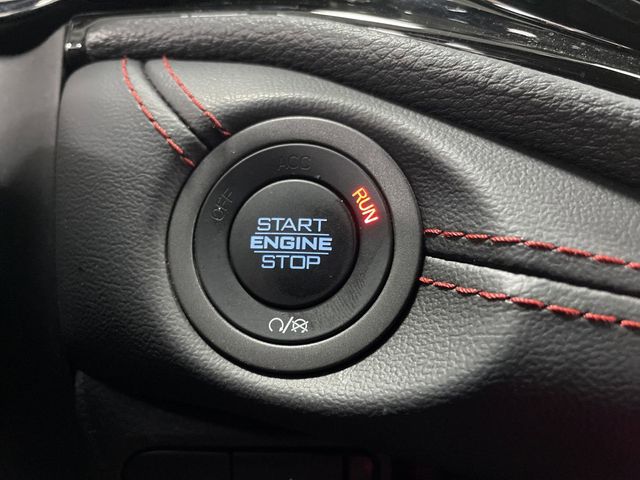 OFF
ACC
RUN
START
ENGINE
STOP